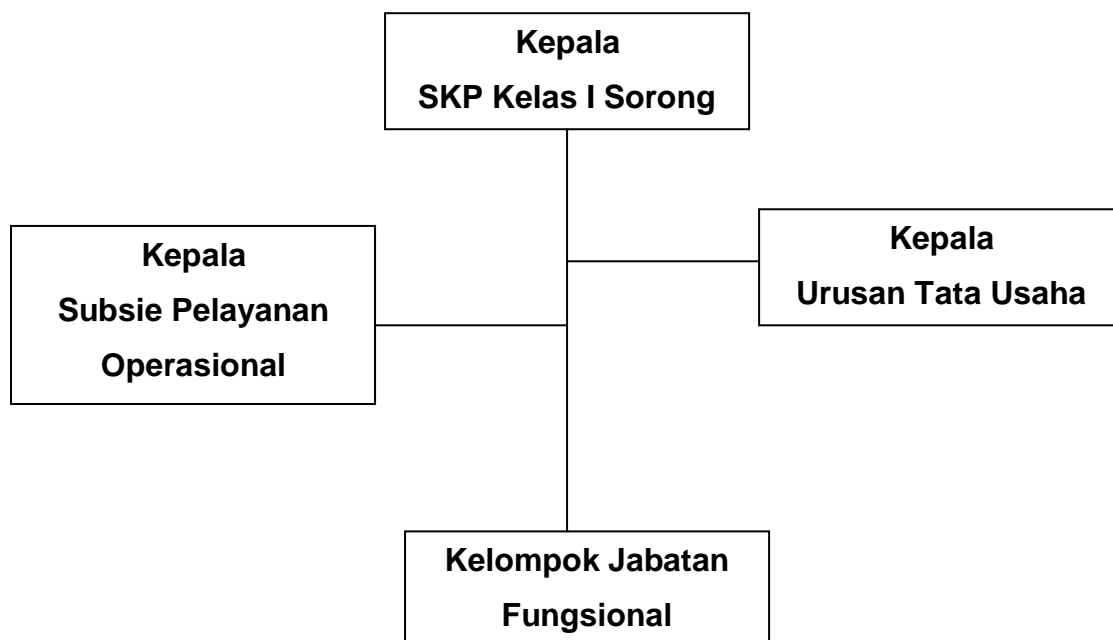 Kepala
SKP Kelas I Sorong
Kepala
Urusan Tata Usaha
Kepala
Subsie Pelayanan
Operasional
Kelompok Jabatan
Fungsional